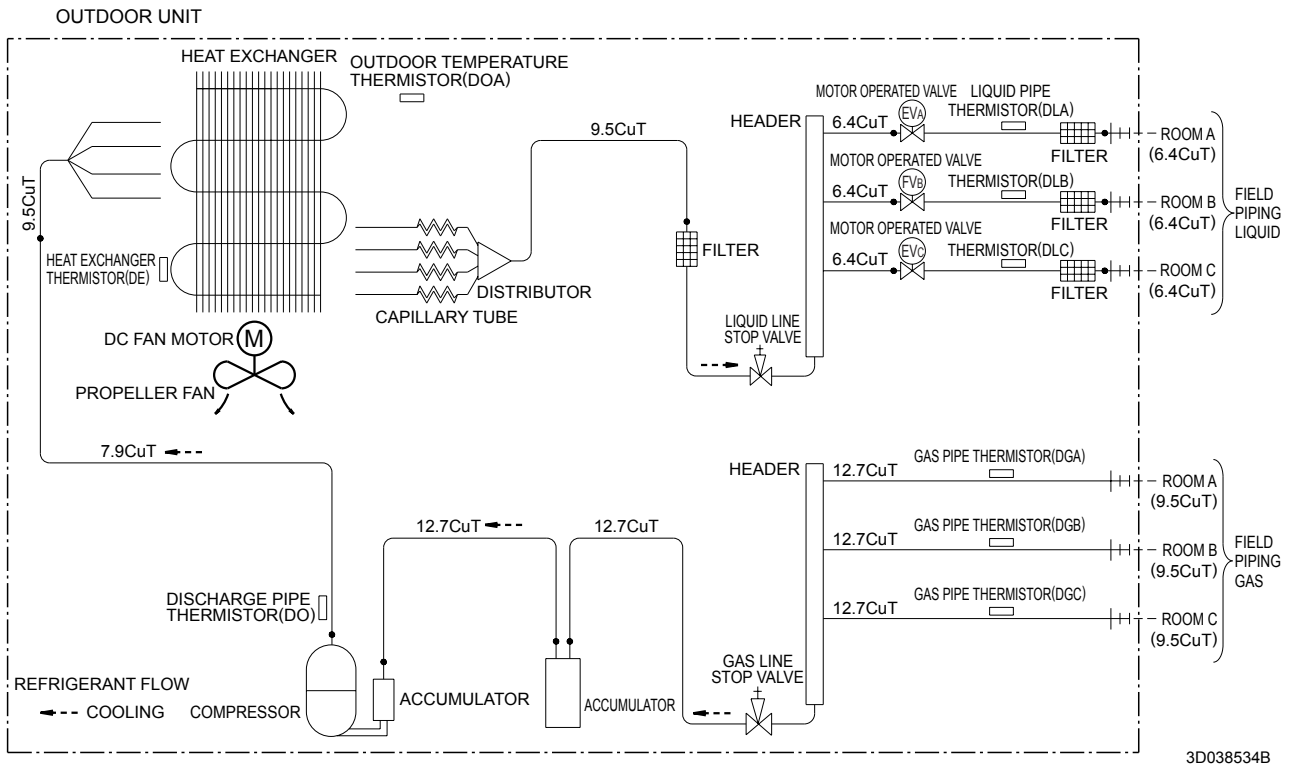 OUTDOOR UNIT
HEAT EXCHANGER
OUTDOOR TEMPERATURE
THERMISTOR(DOA)
9.5CuT
9.5CuT
HEAT EXCHANGER
THERMISTOR(DE)
DISTRIBUTOR
CAPILLARY TUBE
FILTER
DC FAN MOTOR
M
PROPELLER FAN
LIQUID LINE
STOP VALVE
HEADER
MOTOR OPERATED VALVE
LIQUID PIPE
THERMISTOR(DLA)
6.4CuT
EVA
FILTER
ROOM A
(6.4CuT)
MOTOR OPERATED VALVE
THERMISTOR(DLB)
6.4CuT
FVB
FILTER
ROOM B
(6.4CuT)
MOTOR OPERATED VALVE
THERMISTOR(DLC)
6.4CuT
EVC
FILTER
ROOM C
(6.4CuT)
FIELD
PIPING
LIQUID
7.9CuT
12.7CuT
12.7CuT
HEADER
GAS PIPE THERMISTOR(DGA)
12.7CuT
ROOM A
(9.5CuT)
GAS PIPE THERMISTOR(DGB)
12.7CuT
ROOM B
(9.5CuT)
GAS PIPE THERMISTOR(DGC)
12.7CuT
ROOM C
(9.5CuT)
FIELD
PIPING
GAS
DISCHARGE PIPE
THERMISTOR(DO)
GAS LINE
STOP VALVE
REFRIGERANT FLOW
COOLING
COMPRESSOR
ACCUMULATOR
ACCUMULATOR
3D038534B